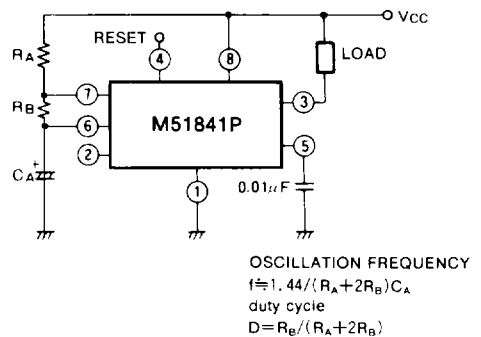 Vcc
RESET
RA
4
8
LOAD
7
3
RB
M51841P
6
2
5
CA
+
1
0.01μF
OSCILLATION FREQUENCY
f≒1.44/(RA+2RB)CA
duty cycle
D=RB/(RA+2RB)